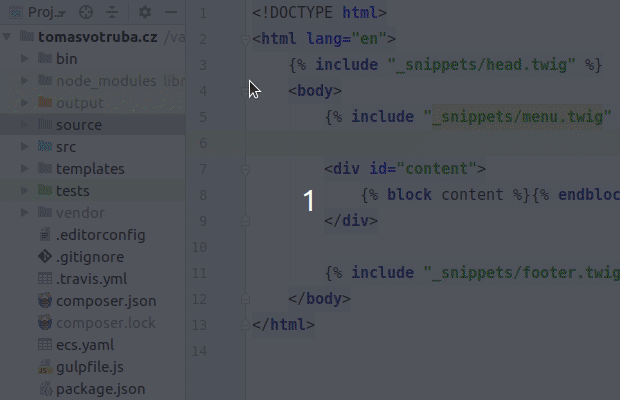 Proj..
tomasvotruba.cz /va
bin
node_modules libr
output
source
src
templates
tests
vendor
.editorconfig
.gitignore
.travis.yml
composer.json
composer.lock
ecs.yaml
gulpfile.js
package.json
1 <!DOCTYPE html>
2 <html lang="en">
3 {% include "_snippets/head.twig" %}
4 <body>
5 {% include "_snippets/menu.twig"
6
7 <div id="content">
8 {% block content %}{% endbloc
9 </div>
10
11 {% include "_snippets/footer.twig
12 </body>
13 </html>
14
1